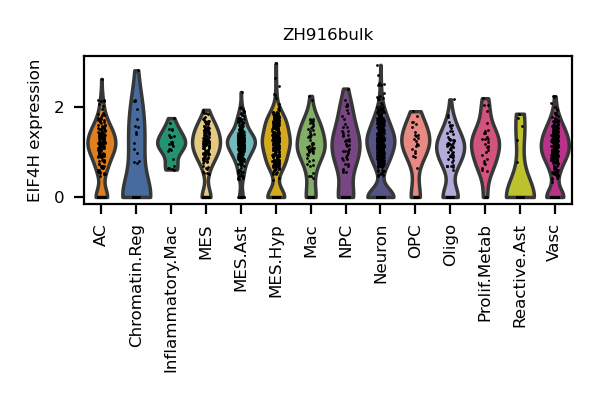 ZH916bulk
EIF4H expression
2
0
AC
Chromatin.Reg
Inflammatory.Mac
MES
MES.Ast
MES.Hyp
Mac
NPC
Neuron
OPC
Oligo
Prolif.Metab
Reactive.Ast
Vasc